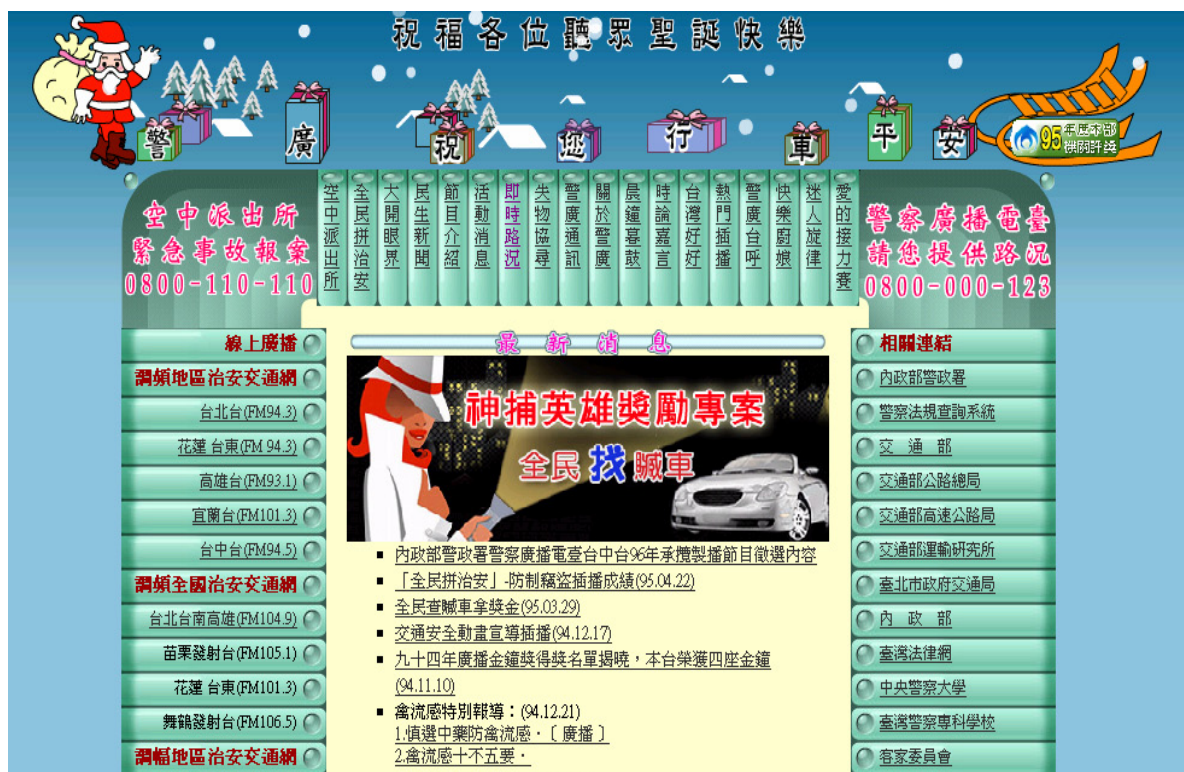 祝福各位聽眾聖誕快樂
警廣祝您行車平安
95年度本部
空中派出所
緊急事故報案
0800-110-110
空中派出所
全民拼治安
大開眼界
民生新聞
節目介紹
活動消息
即時路況
失物協尋
警廣通訊
關於警廣
晨鐘暮鼓
時論嘉言
台灣好好
熱門插播
警廣台呼
快樂廚娘
迷人旋律
愛的接力賽
警察廣播電臺
請您提供路況
0800-000-123
線上廣播
調頻地區治安交通網
台北台(FM94.3)
花蓮 台東(FM 94.3)
高雄台(FM93.1)
宜蘭台(FM101.3)
台中台(FM94.5)
調頻全國治安交通網
台北台南高雄(FM104.9)
苗栗發射台(FM105.1)
花蓮 台東(FM101.3)
舞鶴發射台(FM106.5)
調幅地區治安交通網
最新消息
神捕英雄獎勵專案
全民找贓車
■ 內政部警政署警察廣播電臺台中台96年承攬製播節目徵選內容
■ 「全民拼治安」-防制竊盜插播成績(95.04.22)
■ 全民查贓車拿獎金(95.03.29)
■ 交通安全動畫宣導插播(94.12.17)
■ 九十四年廣播金鐘獎得獎名單揭曉，本台榮獲四座金鐘
(94.11.10)
■ 禽流感特別報導：(94.12.21)
1.慎選中藥防禽流感．〔 廣播 〕
2.禽流感十不五要．
相關連結
內政部警政署
警察法規查詢系統
交 通 部
交通部公路總局
交通部高速公路局
交通部運輸研究所
臺北市政府交通局
內 政 部
臺灣法律網
中央警察大學
臺灣警察專科學校
客家委員會